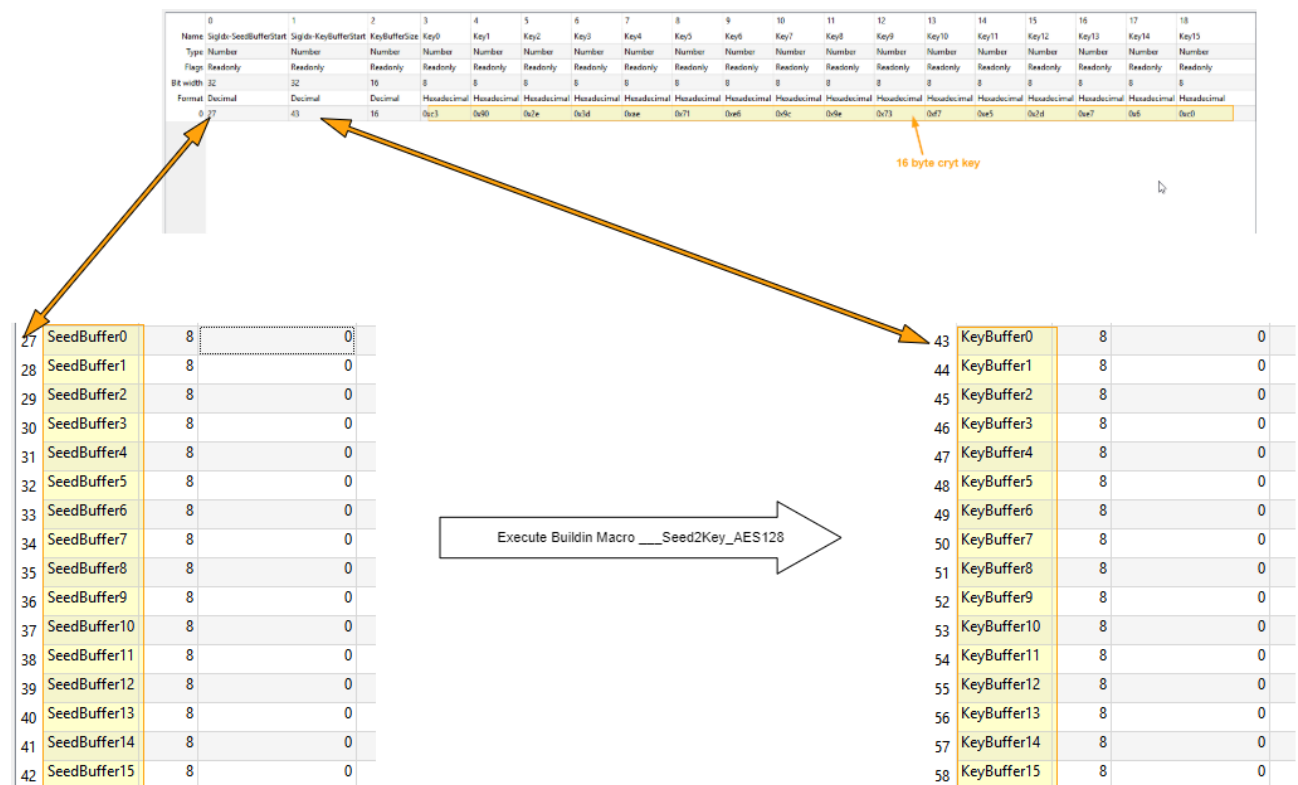 0 1 2 3 4 5 6 7 8 9 10 11 12 13 14 15 16 17 18
Name SigIdx-SeedBufferStart SigIdx-KeyBufferStart KeyBufferSize Key0 Key1 Key2 Key3 Key4 Key5 Key6 Key7 Key8 Key9 Key10 Key11 Key12 Key13 Key14 Key15
Type Number Number Number Number Number Number Number Number Number Number Number Number Number Number Number Number Number Number Number
Flags Readonly Readonly Readonly Readonly Readonly Readonly Readonly Readonly Readonly Readonly Readonly Readonly Readonly Readonly Readonly Readonly Readonly Readonly Readonly
Bit width 32 32 16 8 8 8 8 8 8 8 8 8 8 8 8 8 8 8 8
Format Decimal Decimal Decimal Hexadecimal Hexadecimal Hexadecimal Hexadecimal Hexadecimal Hexadecimal Hexadecimal Hexadecimal Hexadecimal Hexadecimal Hexadecimal Hexadecimal Hexadecimal Hexadecimal Hexadecimal Hexadecimal
0 27 43 16 0xc3 0x90 0x2e 0x3d 0xae 0x71 0xe6 0x9c 0x9e 0x73 0xf7 0xe5 0x2d 0xe7 0x6 0xc0
16 byte cryt key
27 SeedBuffer0 8 0
28 SeedBuffer1 8 0
29 SeedBuffer2 8 0
30 SeedBuffer3 8 0
31 SeedBuffer4 8 0
32 SeedBuffer5 8 0
33 SeedBuffer6 8 0
34 SeedBuffer7 8 0
35 SeedBuffer8 8 0
36 SeedBuffer9 8 0
37 SeedBuffer10 8 0
38 SeedBuffer11 8 0
39 SeedBuffer12 8 0
40 SeedBuffer13 8 0
41 SeedBuffer14 8 0
42 SeedBuffer15 8 0
Execute Buildin Macro ___Seed2Key_AES128
43 KeyBuffer0 8 0
44 KeyBuffer1 8 0
45 KeyBuffer2 8 0
46 KeyBuffer3 8 0
47 KeyBuffer4 8 0
48 KeyBuffer5 8 0
49 KeyBuffer6 8 0
50 KeyBuffer7 8 0
51 KeyBuffer8 8 0
52 KeyBuffer9 8 0
53 KeyBuffer10 8 0
54 KeyBuffer11 8 0
55 KeyBuffer12 8 0
56 KeyBuffer13 8 0
57 KeyBuffer14 8 0
58 KeyBuffer15 8 0